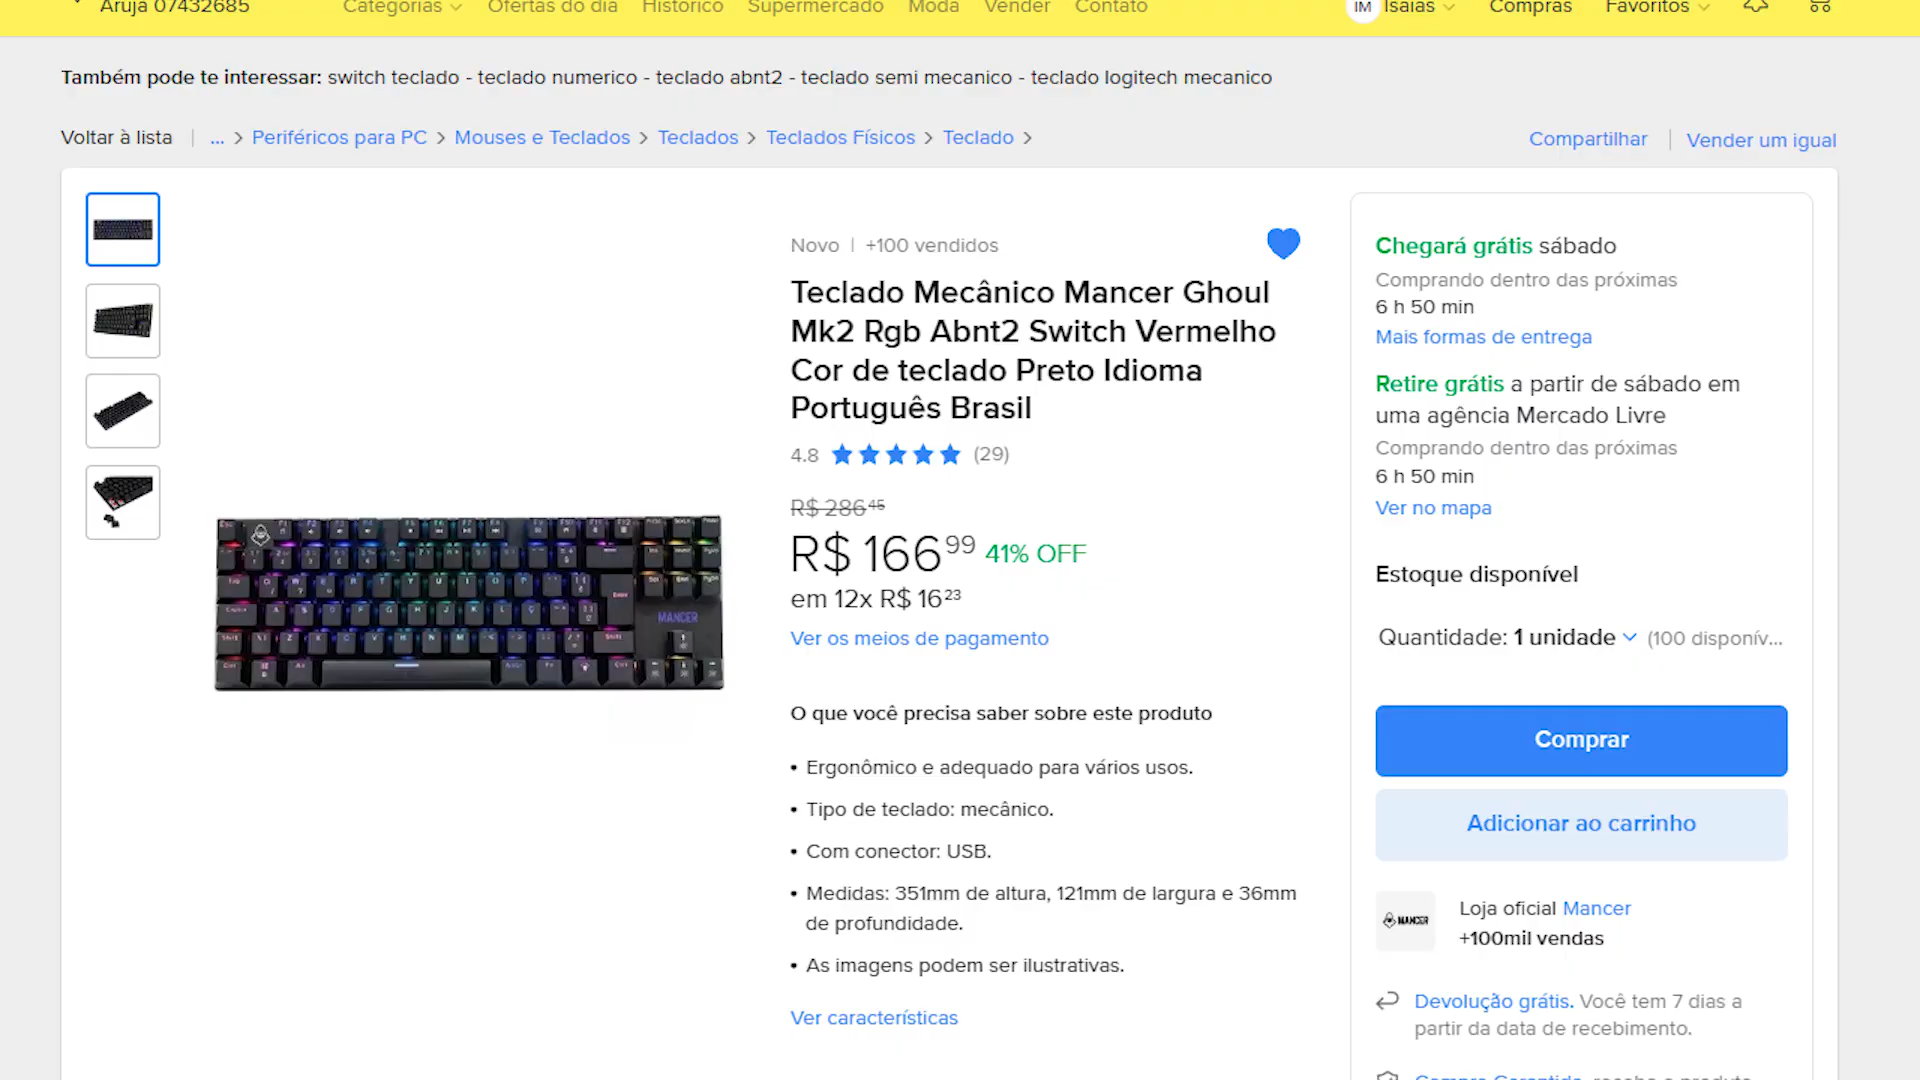 Arujá 07432685
Categorias
Ofertas do dia
Histórico
Supermercado
Moda
Vender
Contato
IM
Isaias
Compras
Favoritos
Também pode te interessar: switch teclado - teclado numerico - teclado abnt2 - teclado semi mecanico - teclado logitech mecanico
Voltar à lista | ... > Periféricos para PC > Mouses e Teclados > Teclados > Teclados Físicos > Teclado >
Compartilhar | Vender um igual
Novo | +100 vendidos
Teclado Mecânico Mancer Ghoul
Mk2 Rgb Abnt2 Switch Vermelho
Cor de teclado Preto Idioma
Português Brasil
4.8 ★★★★★ (29)
R$ 286 45
R$ 166 99 41% OFF
em 12x R$ 16 23
Ver os meios de pagamento
O que você precisa saber sobre este produto
• Ergonômico e adequado para vários usos.
• Tipo de teclado: mecânico.
• Com conector: USB.
• Medidas: 351mm de altura, 121mm de largura e 36mm
de profundidade.
• As imagens podem ser ilustrativas.
Ver características
MANCER
Chegará grátis sábado
Comprando dentro das próximas
6 h 50 min
Mais formas de entrega
Retire grátis a partir de sábado em
uma agência Mercado Livre
Comprando dentro das próximas
6 h 50 min
Ver no mapa
Estoque disponível
Quantidade: 1 unidade (100 disponív...
Comprar
Adicionar ao carrinho
MANCER
Loja oficial Mancer
+100mil vendas
Devolução grátis. Você tem 7 dias a
partir da data de recebimento.
Compra Garantida, receba o produto